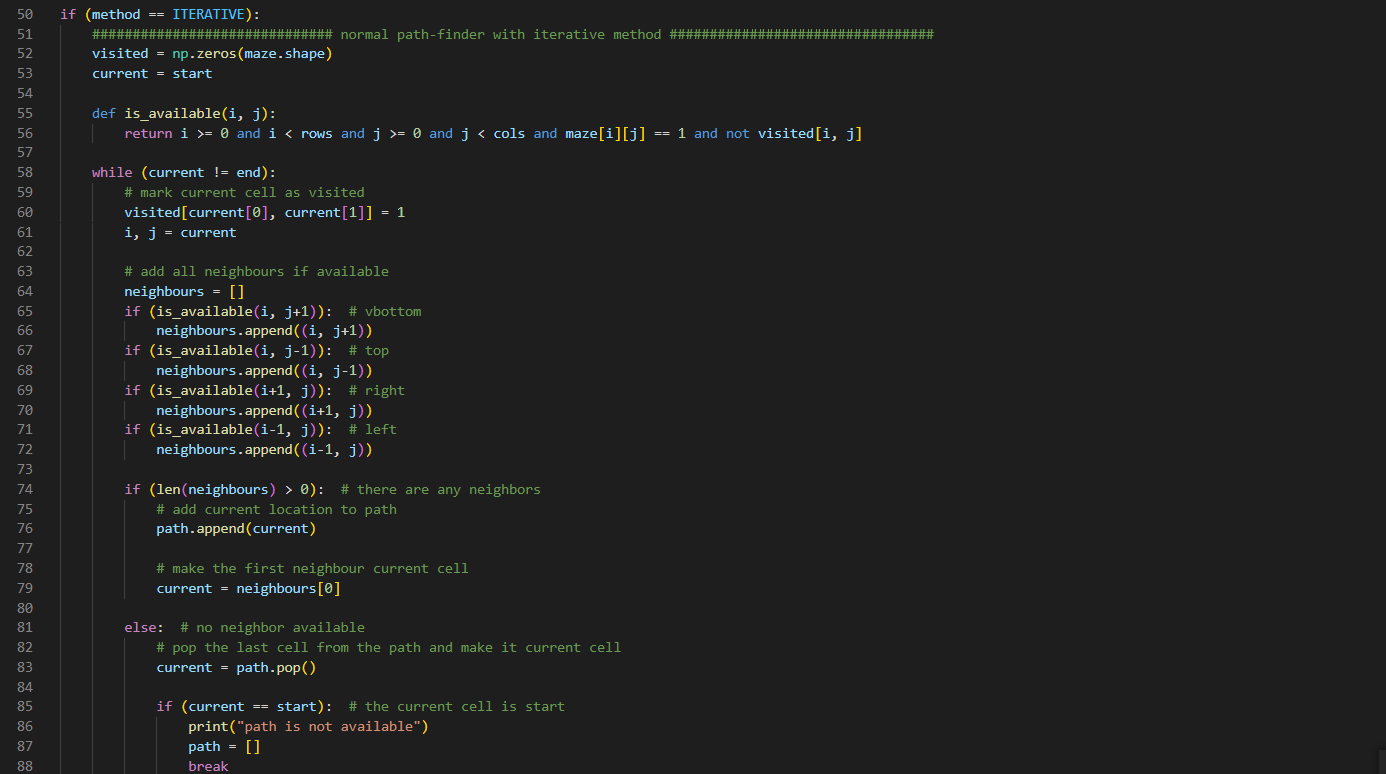 50 if (method == ITERATIVE):
51 ############################## normal path-finder with iterative method #################################
52 visited = np.zeros(maze.shape)
53 current = start
54
55 def is_available(i, j):
56 return i >= 0 and i < rows and j >= 0 and j < cols and maze[i][j] == 1 and not visited[i, j]
57
58 while (current != end):
59 # mark current cell as visited
60 visited[current[0], current[1]] = 1
61 i, j = current
62
63 # add all neighbours if available
64 neighbours = []
65 if (is_available(i, j+1)):  # vbottom
66 neighbours.append((i, j+1))
67 if (is_available(i, j-1)):  # top
68 neighbours.append((i, j-1))
69 if (is_available(i+1, j)):  # right
70 neighbours.append((i+1, j))
71 if (is_available(i-1, j)):  # left
72 neighbours.append((i-1, j))
73
74 if (len(neighbours) > 0):  # there are any neighbors
75 # add current location to path
76 path.append(current)
77
78 # make the first neighbour current cell
79 current = neighbours[0]
80
81 else:  # no neighbor available
82 # pop the last cell from the path and make it current cell
83 current = path.pop()
84
85 if (current == start):  # the current cell is start
86 print("path is not available")
87 path = []
88 break